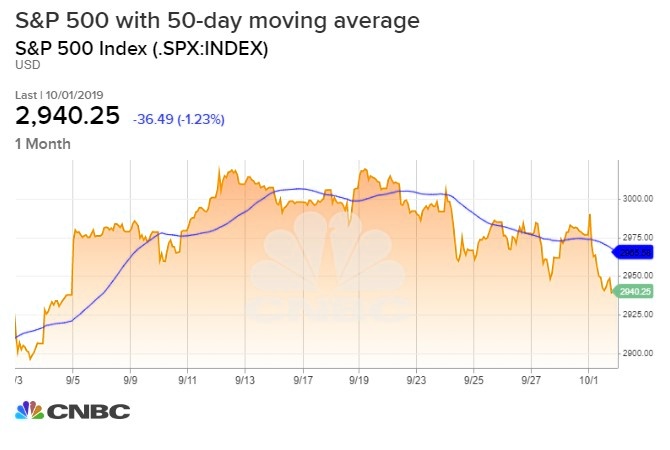 S&P 500 with 50-day moving average
S&P 500 Index (.SPX:INDEX)
USD
Last | 10/01/2019
2,940.25 -36.49 (-1.23%)
1 Month
3000.00
2975.00
2950.00
2940.25
2925.00
2900.00
/3 9/5 9/9 9/11 9/13 9/17 9/19 9/23 9/25 9/27 10/1
CNBC
CNBC